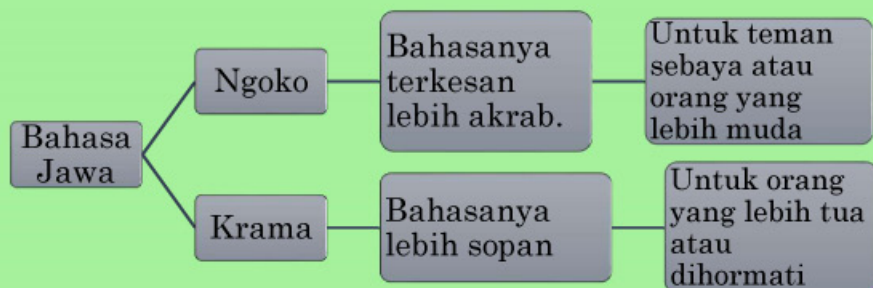 Bahasa
Jawa
Ngoko
Bahasanya
terkesan
lebih akrab.
Untuk teman
sebaya atau
orang yang
lebih muda
Krama
Bahasanya
lebih sopan
Untuk orang
yang lebih tua
atau
dihormati